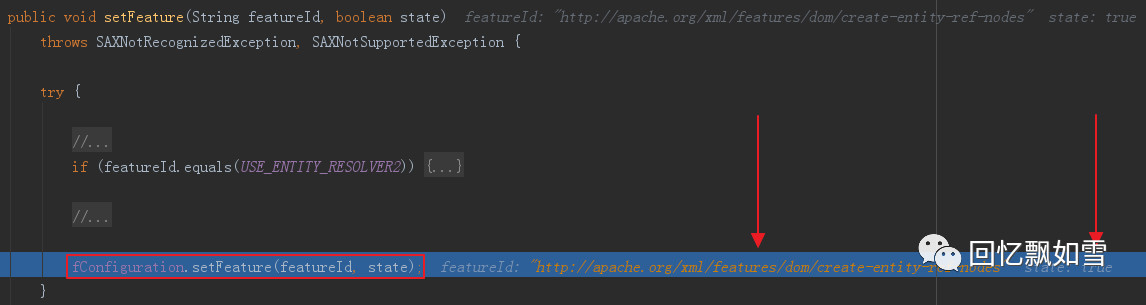 public void setFeature(String featureId, boolean state)  featureId: "http://apache.org/xml/features/dom/create-entity-ref-nodes"  state: true
throws SAXNotRecognizedException, SAXNotSupportedException {
try {
//...
if (featureId.equals(USE_ENTITY_RESOLVER2)) {...}
//...
fConfiguration.setFeature(featureId, state);  featureId: "http://apache.org/xml/features/dom/create-entity-ref-nodes"  state: true
回忆飘如雪
}